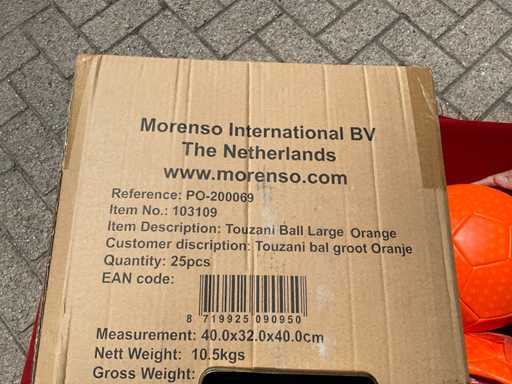 Morenso International BV
The Netherlands
www.morenso.com
Reference: PO-200069
Item No.: 103109
Item Description: Touzani Ball Large Orange
Customer discription: Touzani bal groot Oranje
Quantity: 25pcs
EAN code:
8 719925 090950
Measurement: 40.0x32.0x40.0cm
Nett Weight: 10.5kgs
Gross Weight: